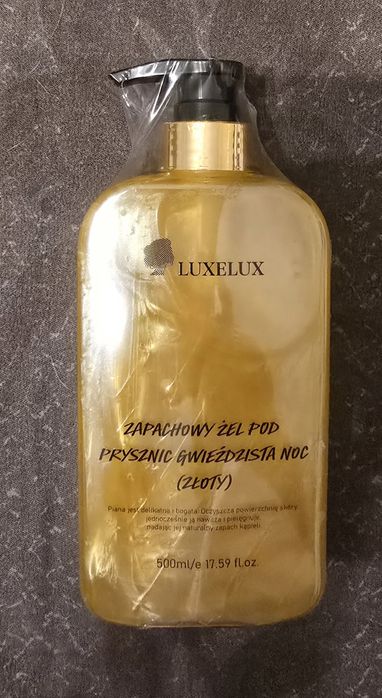 LUXELUX
ZAPACHOWY ŻEL POD
PRYSZNIC GWIEŹDZISTA NOC
(ZŁOTY)
Piana jest delikatna i bogata! Oczyszcza powierzchnię skóry,
jednocześnie ją nawilża i pielęgnuje,
nadając jej naturalny zapach kąpieli.
500ml/e 17.59 fl.oz.